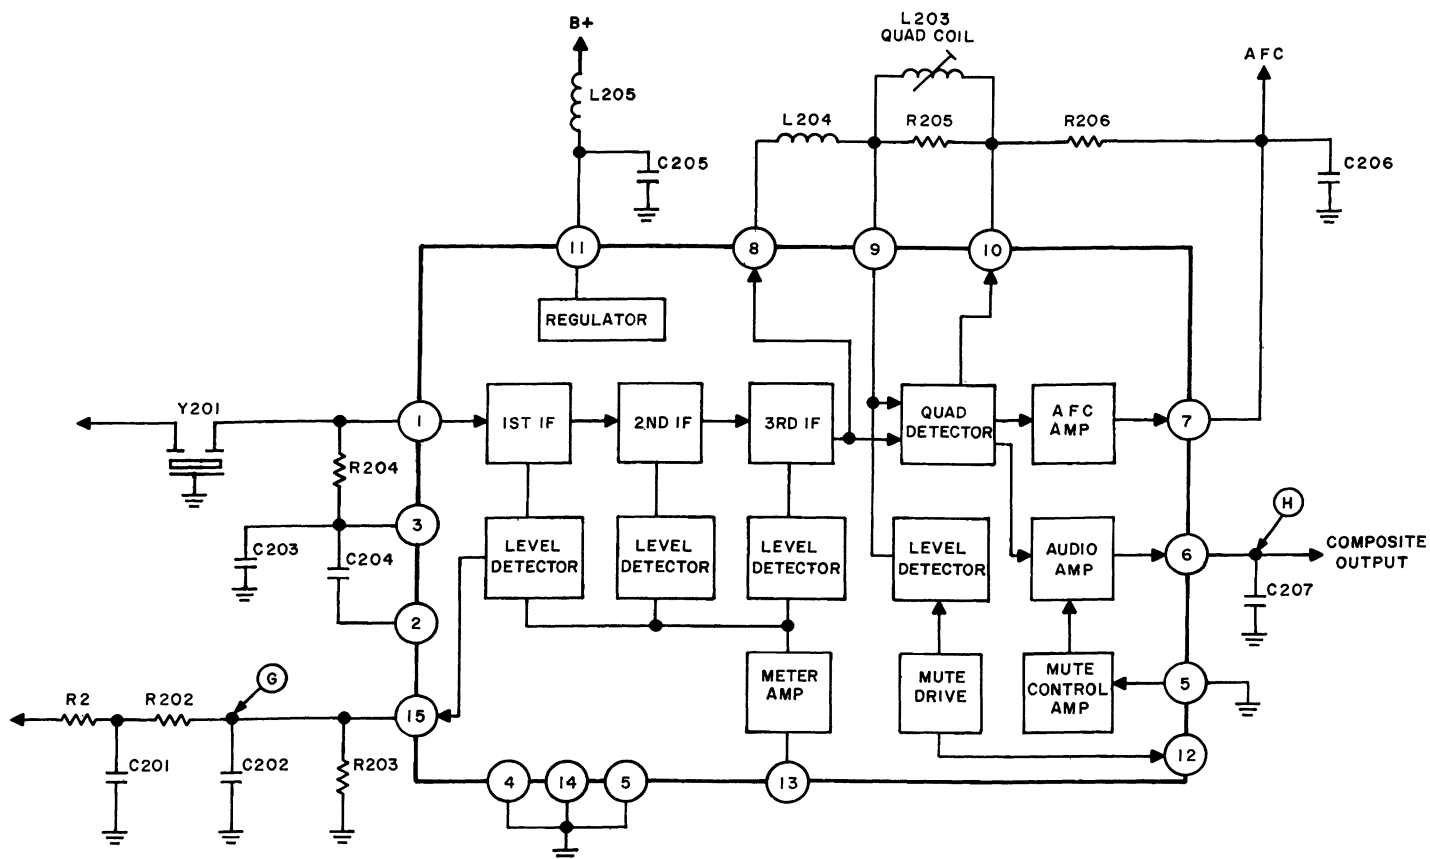 B+
L203
QUAD COIL
AFC
L205
L204
R205
R206
C205
C206
11
8
9
10
REGULATOR
Y201
1
1ST IF
2ND IF
3RD IF
QUAD
DETECTOR
AFC
AMP
7
R204
3
H
C203
C204
LEVEL
DETECTOR
LEVEL
DETECTOR
LEVEL
DETECTOR
LEVEL
DETECTOR
AUDIO
AMP
6
COMPOSITE
OUTPUT
C207
2
G
METER
AMP
MUTE
DRIVE
MUTE
CONTROL
AMP
5
R2
R202
15
12
C201
C202
R203
4
14
5
13